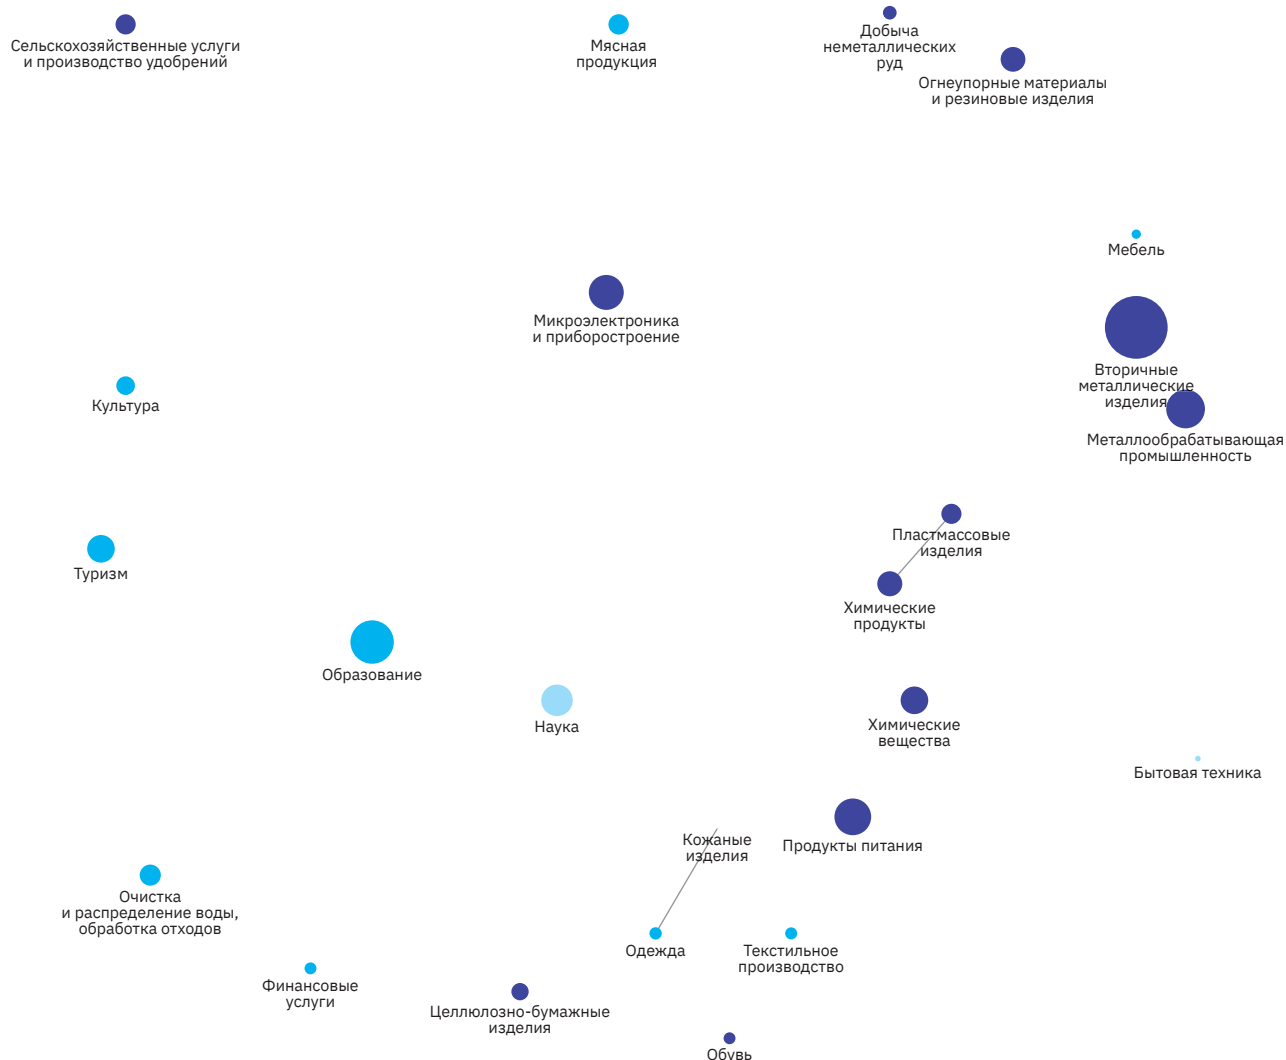 Сельскохозяйственные услуги
и производство удобрений
Мясная
продукция
Добыча
неметаллических
руд
Огнеупорные материалы
и резиновые изделия
Мебель
Микроэлектроника
и приборостроение
Вторичные
металлические
изделия
Культура
Металлообрабатывающая
промышленность
Пластмассовые
изделия
Туризм
Химические
продукты
Образование
Наука
Химические
вещества
Бытовая техника
Кожаные
изделия
Продукты питания
Очистка
и распределение воды,
обработка отходов
Одежда
Текстильное
производство
Финансовые
услуги
Целлюлозно-бумажные
изделия
Обувь